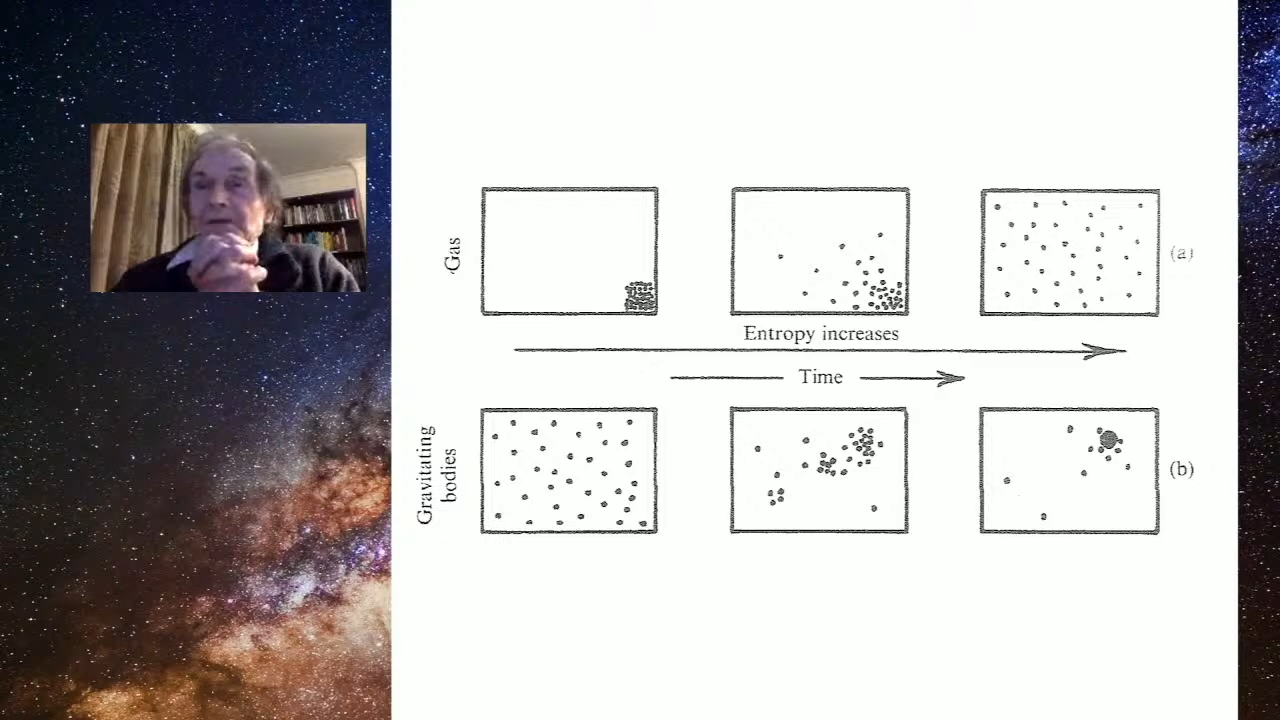 Gas
(a)
Entropy increases
Time
Gravitating
bodies
(b)